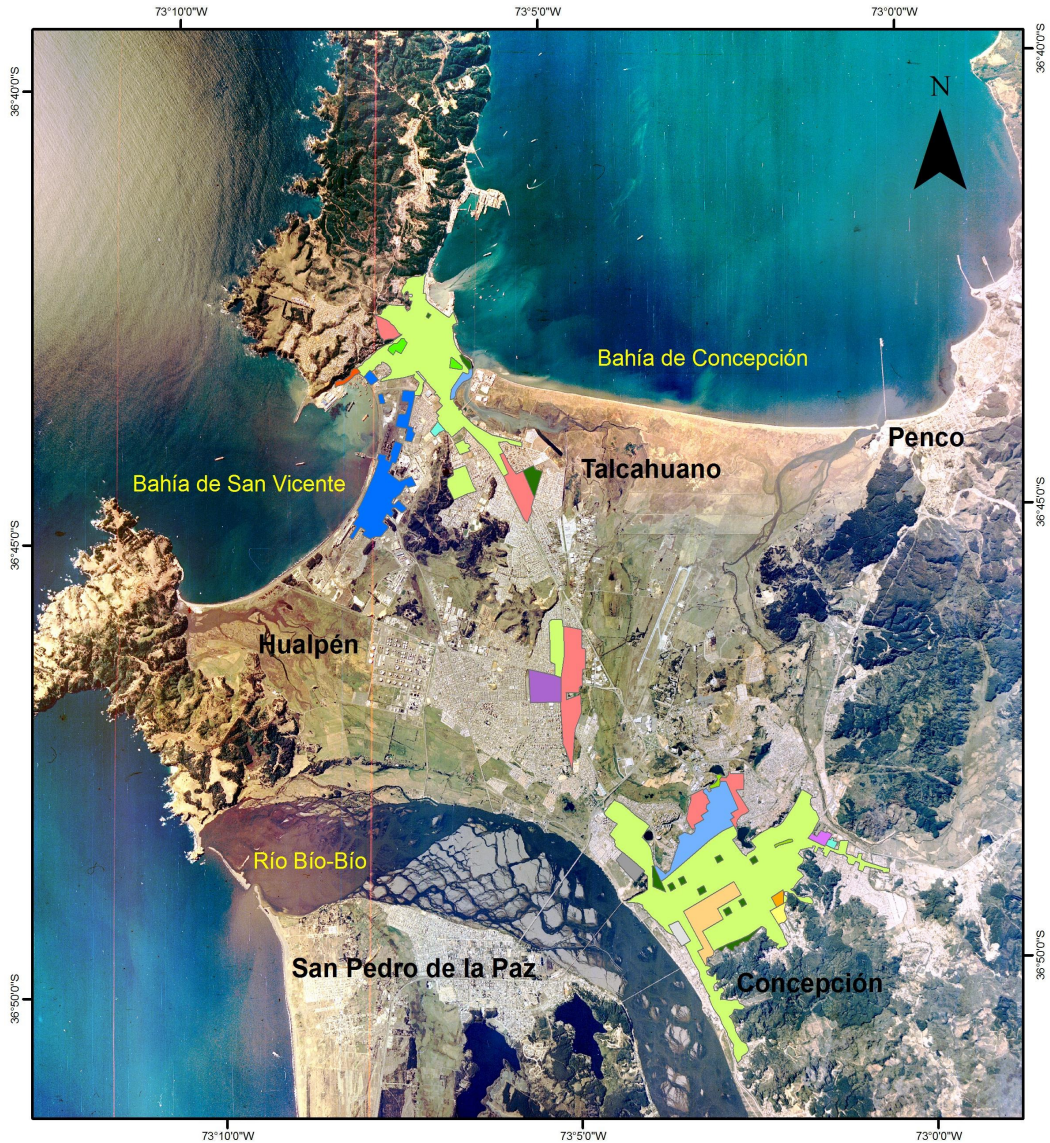 73°10'0"W
73°5'0"W
73°0'0"W
36°40'0"S
36°40'0"S
N
Bahía de Concepción
Penco
Talcahuano
Bahía de San Vicente
36°45'0"S
36°45'0"S
Hualpén
Río Bío-Bío
San Pedro de la Paz
Concepción
36°50'0"S
36°50'0"S
73°10'0"W
73°5'0"W
73°0'0"W